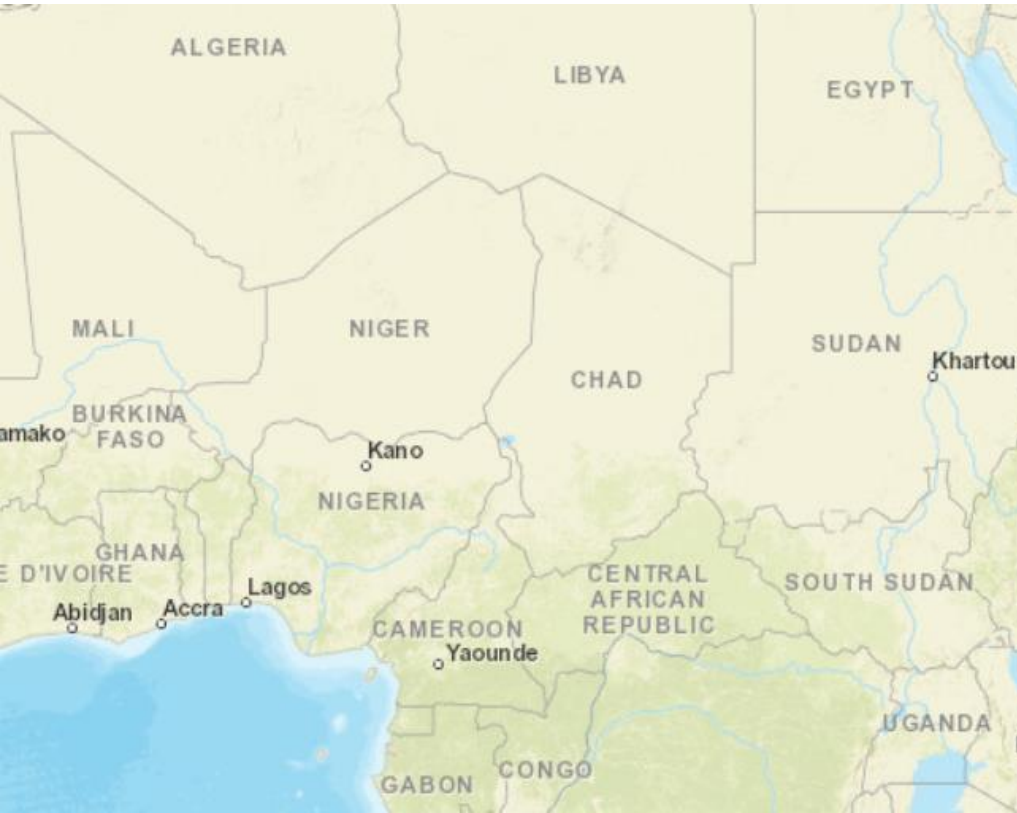 ALGERIA
LIBYA
EGYPT
MALI
NIGER
SUDAN
Khartou
CHAD
BURKINA
FASO
amako
Kano
NIGERIA
GHANA
E D'IVOIRE
CENTRAL
AFRICAN
REPUBLIC
SOUTH SUDAN
Lagos
Abidjan
Accra
CAMEROON
Yaounde
UGANDA
CONGO
GABON